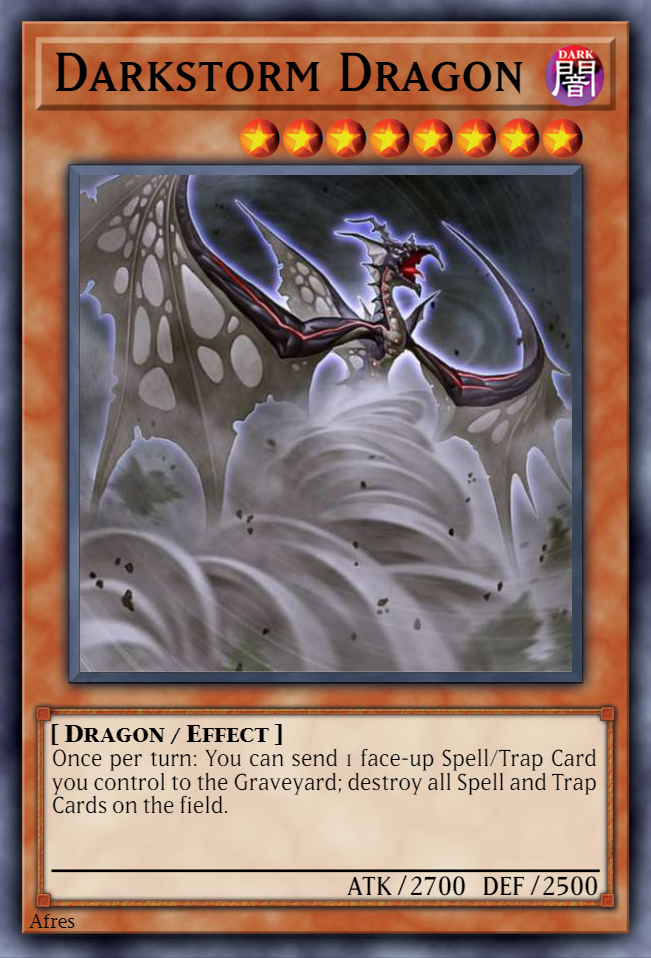 Darkstorm Dragon
DARK
闇
[ Dragon / Effect ]
Once per turn: You can send 1 face-up Spell/Trap Card
you control to the Graveyard; destroy all Spell and Trap
Cards on the field.
ATK / 2700 DEF / 2500
Afres